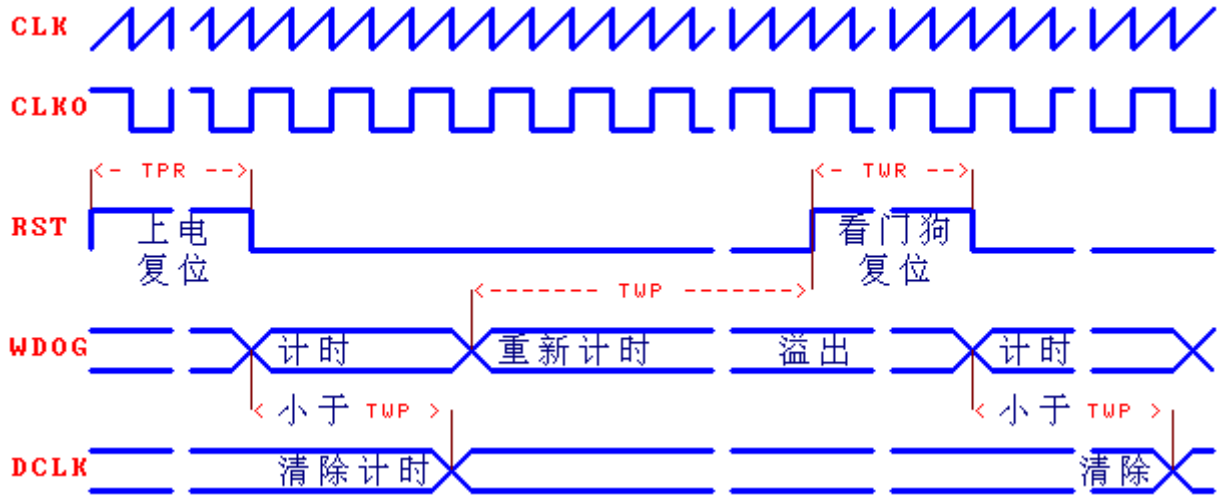 CLK
CLKO
<- TPR -->
<- TWR -->
RST
上电
复位
看门狗
复位
<------- TWP ------->
WDOG
计时
重新计时
溢出
计时
< 小于 TWP >
< 小于 TWP >
DCLK
清除计时
清除